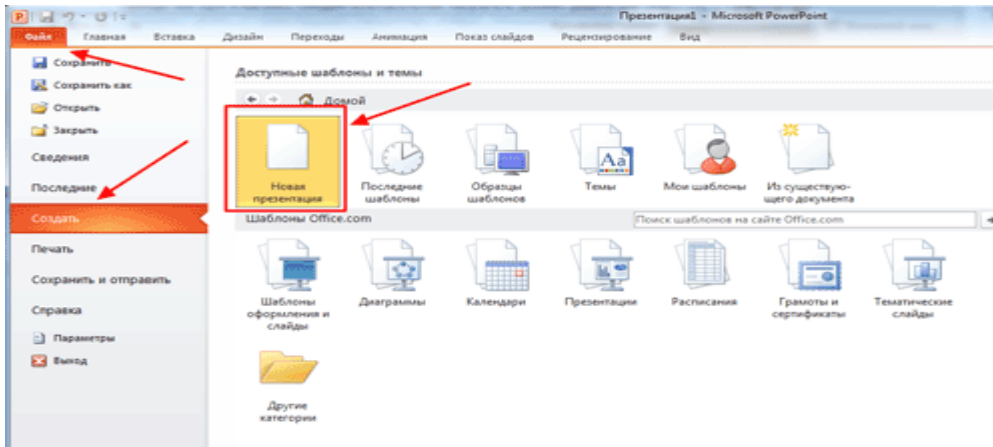 Презентация1 - Microsoft PowerPoint
Файл Главная Вставка Дизайн Переходы Анимация Показ слайдов Рецензирование Вид
Сохранить
Сохранить как
Открыть
Закрыть
Сведения
Последние
Создать
Печать
Сохранить и отправить
Справка
Параметры
Выход
Доступные шаблоны и темы
Домой
Новая
презентация
Последние
шаблоны
Образцы
шаблонов
Темы
Мои шаблоны
Из существую-
щего документа
Шаблоны Office.com
Поиск шаблонов на сайте Office.com
Шаблоны
оформления и
слайды
Диаграммы
Календари
Презентации
Расписания
Грамоты и
сертификаты
Тематические
слайды
Другие
категории